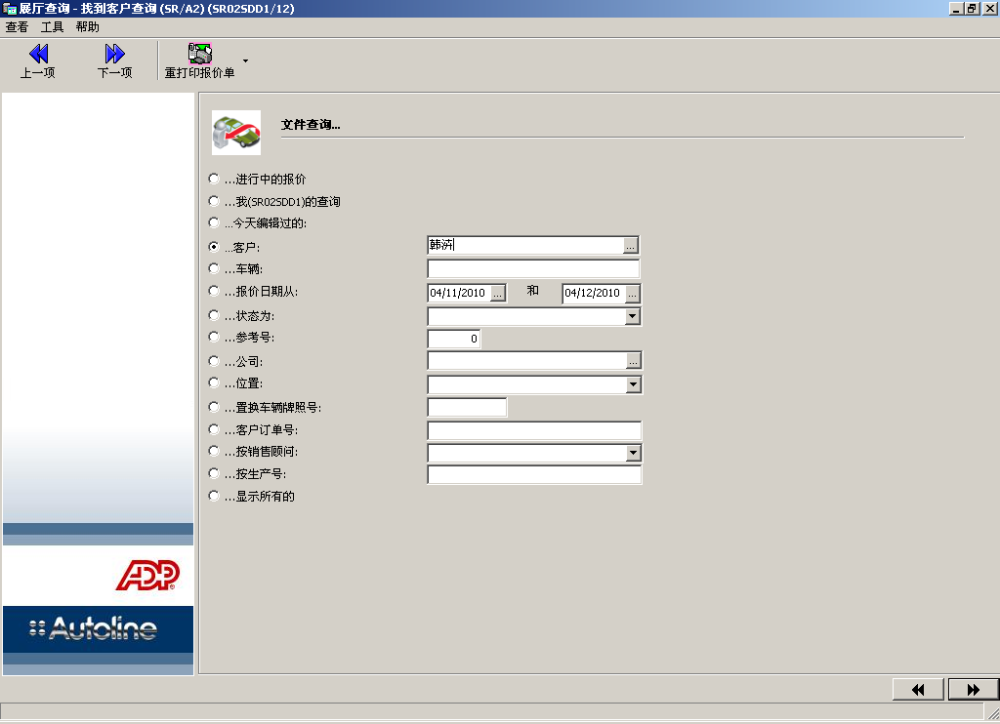 展厅查询 - 找到客户查询 (SR/A2) (SR02SDD1/12)
查看 工具 帮助
上一项 下一项 重打印报价单
文件查询...
...进行中的报价
...我(SR02SDD1)的查询
...今天编辑过的:
...客户: 韩 ...
...车辆:
...报价日期从: 04/11/2010 ... 和 04/12/2010 ...
...状态为:
...参考号: 0
...公司: ...
...位置:
...置换车辆牌照号:
...客户订单号:
...按销售顾问:
...按生产号:
...显示所有的
ADP
Autoline